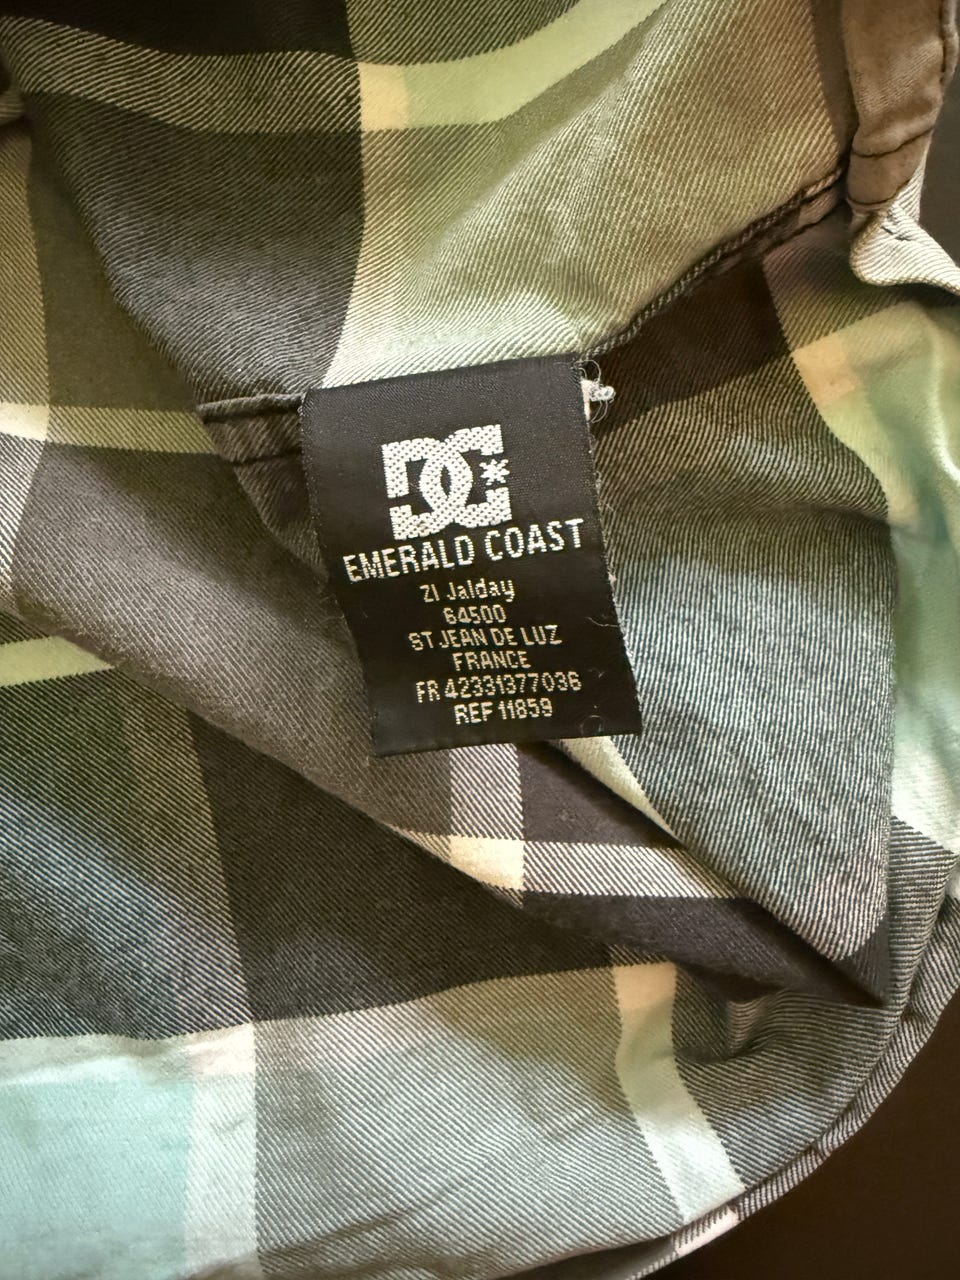 DC*
EMERALD COAST
ZI Jalday
64500
ST JEAN DE LUZ
FRANCE
FR 42331377036
REF 11859